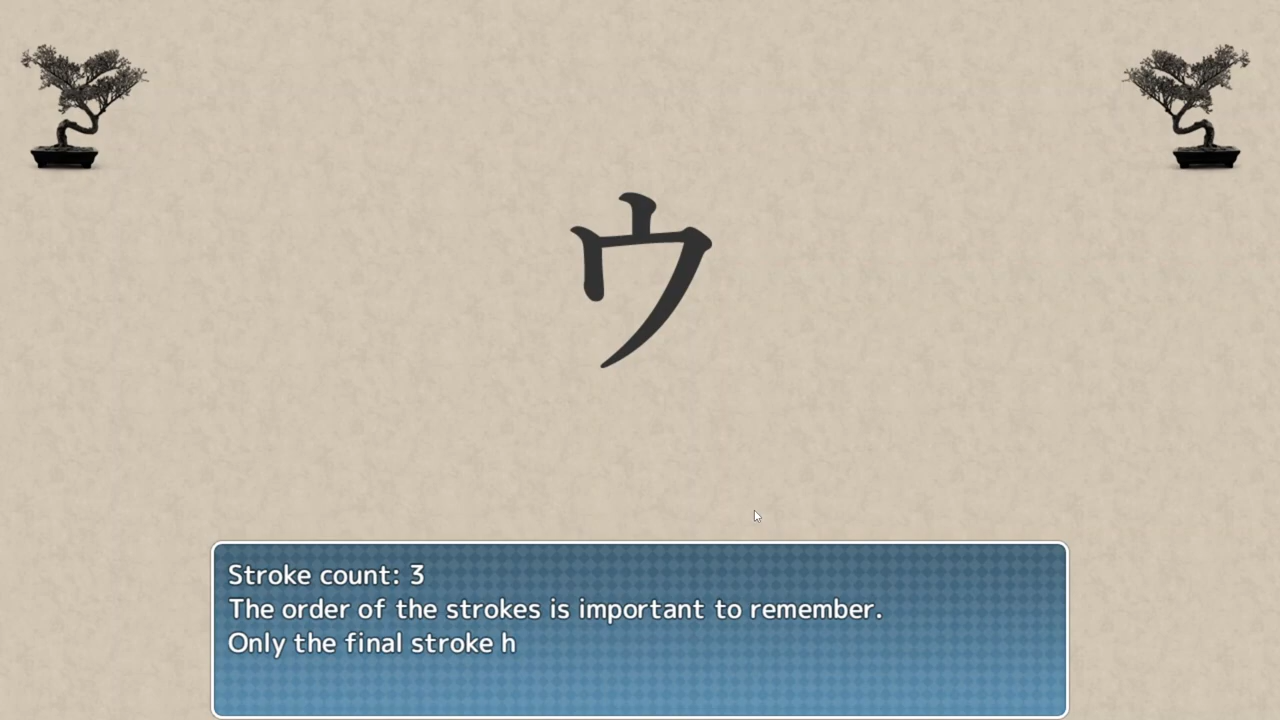 ウ
Stroke count: 3
The order of the strokes is important to remember.
Only the final stroke h